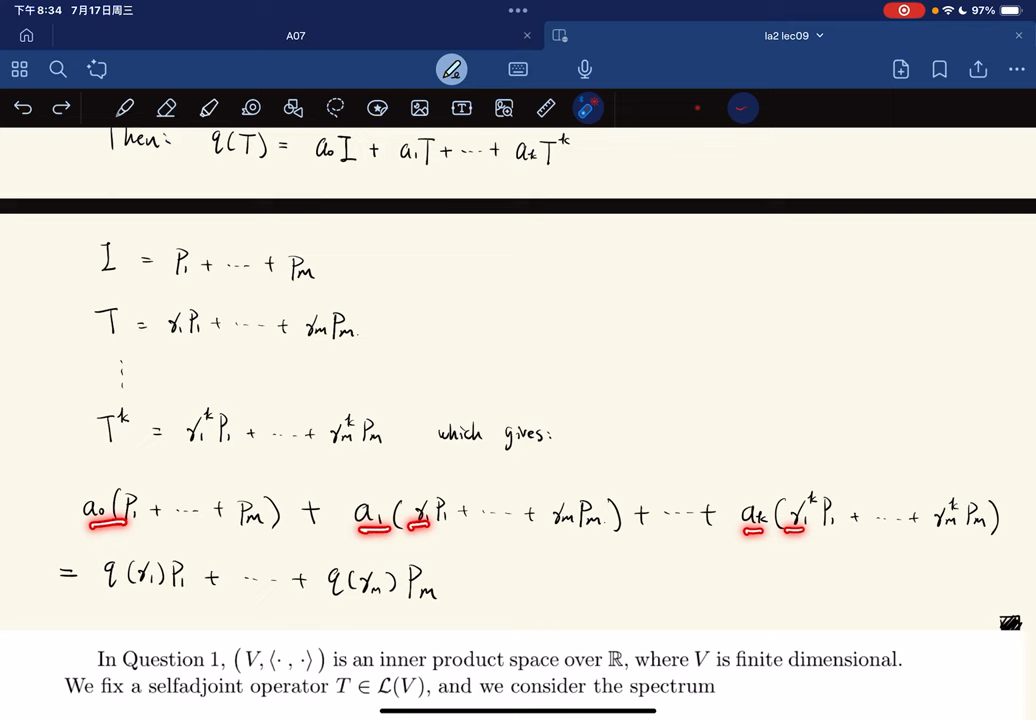 下午8:34 7月17日周三
97%
A07
la2 lec09
Then: q(T) = a₀I + a₁T + ... + aₖTᵏ
I = P₁ + ... + Pₘ
T = γ₁P₁ + ... + γₘPₘ.
⋮
Tᵏ = γ₁ᵏP₁ + ... + γₘᵏPₘ which gives:
a₀(P₁ + ... + Pₘ) + a₁(γ₁P₁ + ... + γₘPₘ.) + ... + aₖ(γ₁ᵏP₁ + ... + γₘᵏPₘ)
= q(γ₁)P₁ + ... + q(γₘ)Pₘ
In Question 1, (V, ⟨· , ·⟩) is an inner product space over ℝ, where V is finite dimensional.
We fix a selfadjoint operator T ∈ ℒ(V), and we consider the spectrum